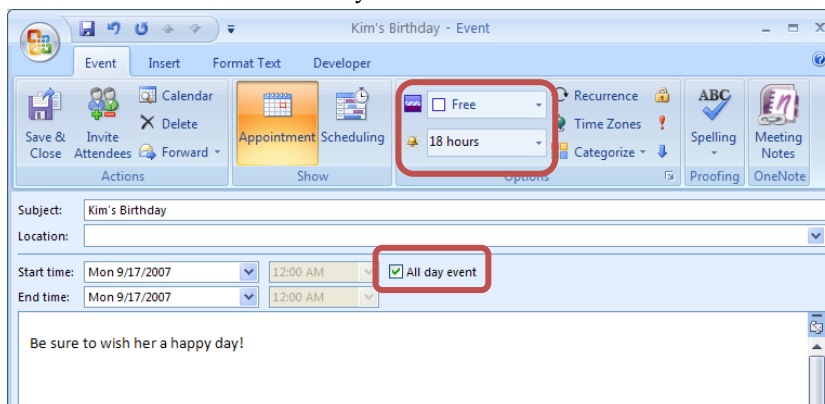 Kim's Birthday - Event
Event Insert Format Text Developer
Calendar Free Recurrence ABC
Delete Time Zones
Save & Close Invite Attendees Forward Appointment Scheduling 18 hours Categorize Spelling Meeting Notes
Actions Show Options Proofing OneNote
Subject: Kim's Birthday
Location:
Start time: Mon 9/17/2007 12:00 AM All day event
End time: Mon 9/17/2007 12:00 AM
Be sure to wish her a happy day!